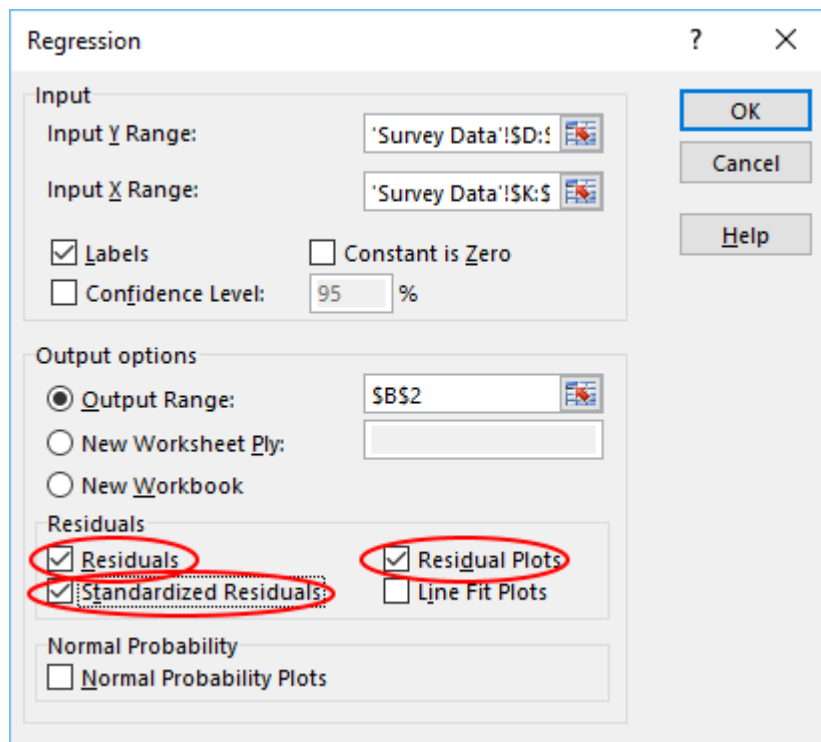 Regression
? X
Input
Input Y Range: 'Survey Data'!$D:$
Input X Range: 'Survey Data'!$K:$
Labels Constant is Zero
Confidence Level: 95 %
OK
Cancel
Help
Output options
Output Range: $B$2
New Worksheet Ply:
New Workbook
Residuals
Residuals Residual Plots
Standardized Residuals Line Fit Plots
Normal Probability
Normal Probability Plots